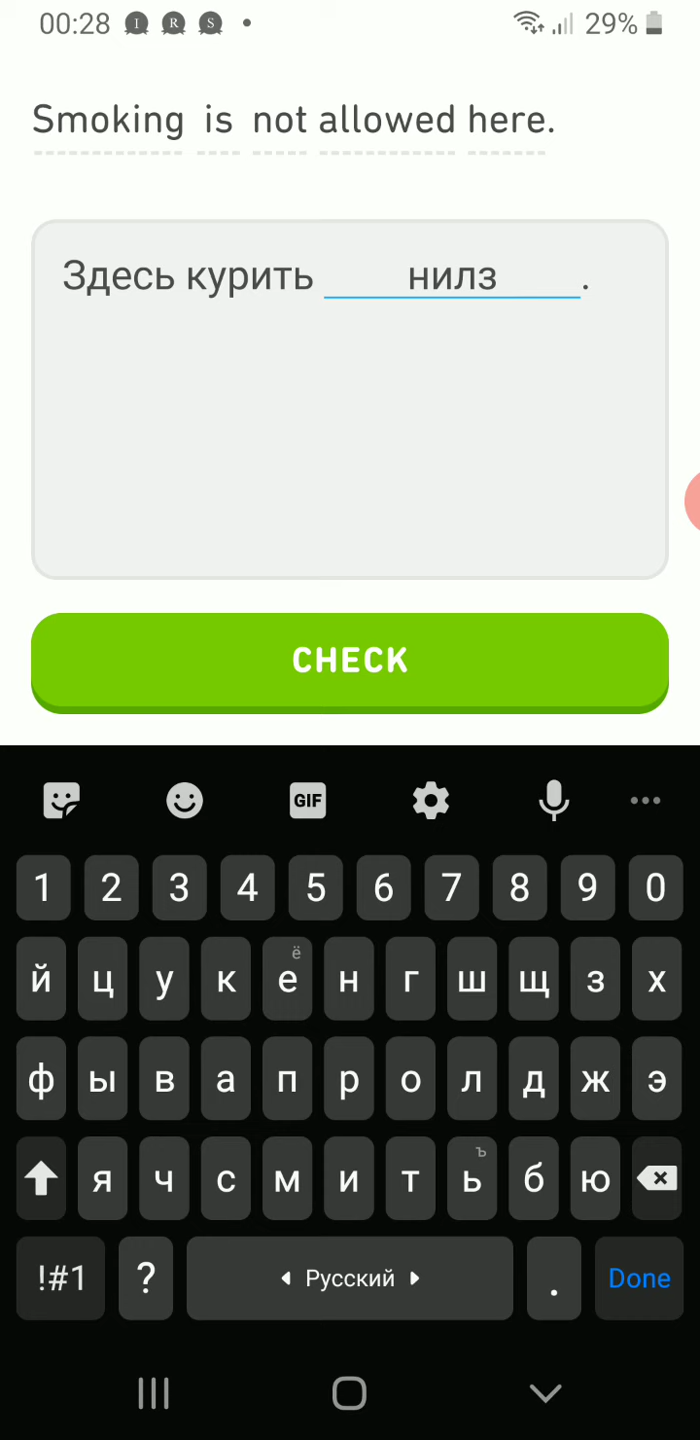 00:28 I R S 29%
Smoking is not allowed here.
Здесь курить нилз.
CHECK
GIF
1 2 3 4 5 6 7 8 9 0
й ц у к е ё н г ш щ з х
ф ы в а п р о л д ж э
я ч с м и т ь ъ б ю
!#1 ? Русский . Done